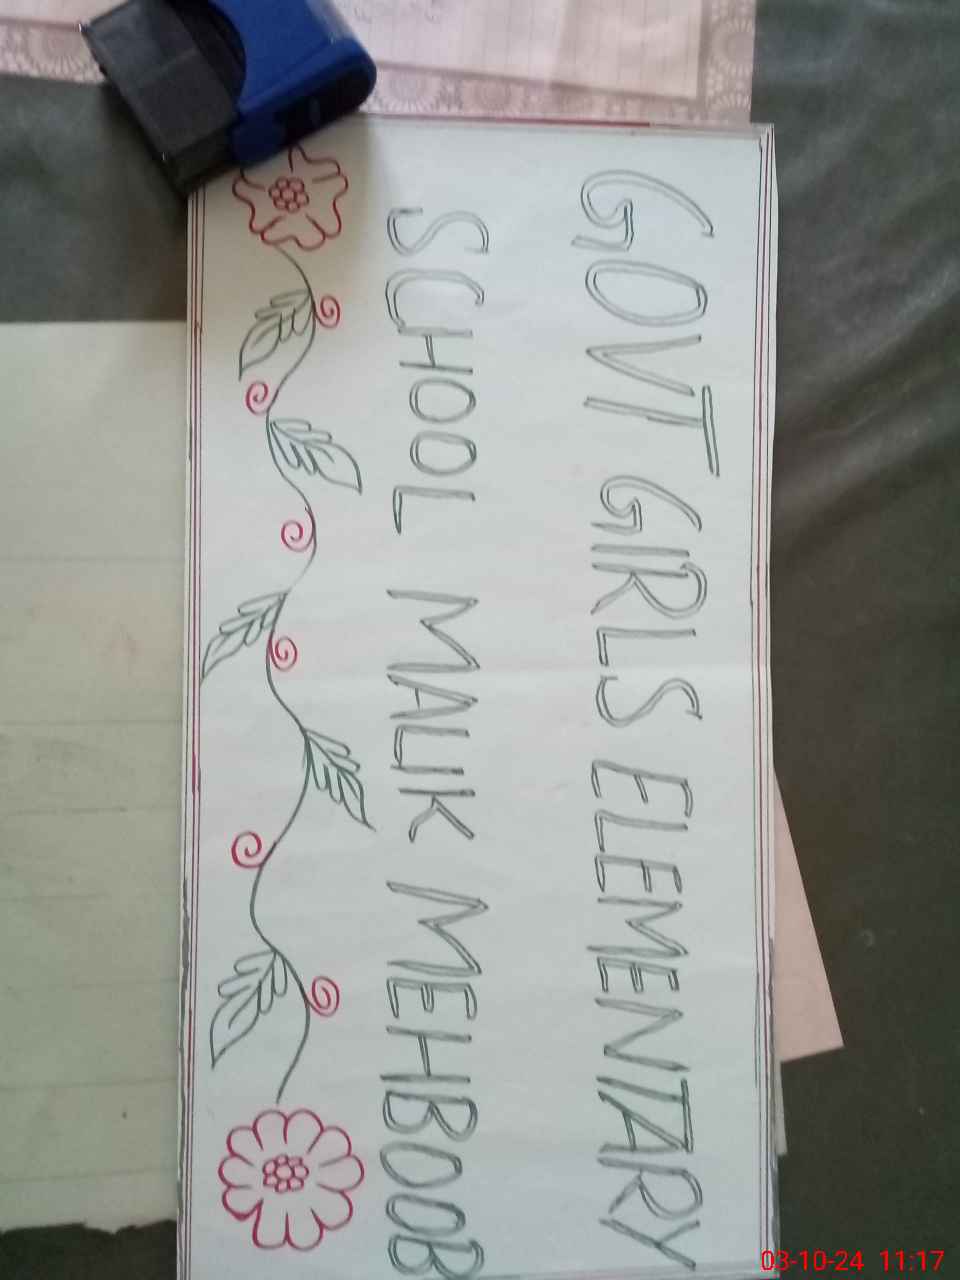 GOVT GIRLS ELEMENTARY
SCHOOL MALIK MEHBOOB
03-10-24 11:17